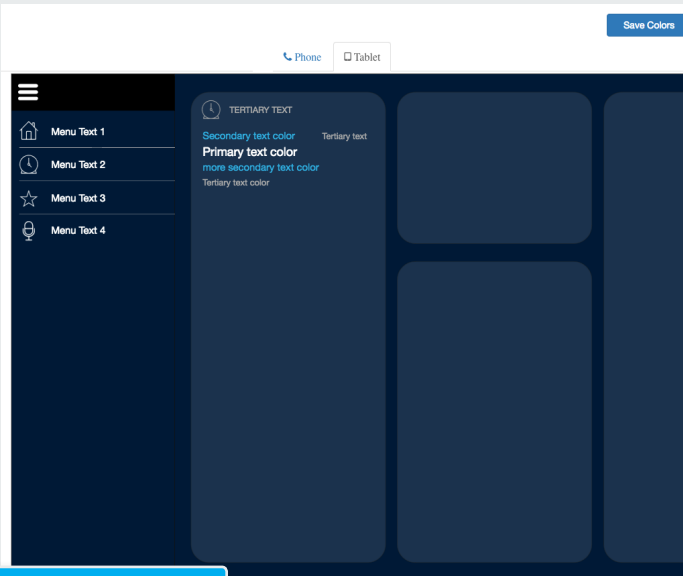 Save Colors
Phone
Tablet
Menu Text 1
Menu Text 2
Menu Text 3
Menu Text 4
TERTIARY TEXT
Secondary text color Tertiary text
Primary text color
more secondary text color
Tertiary text color